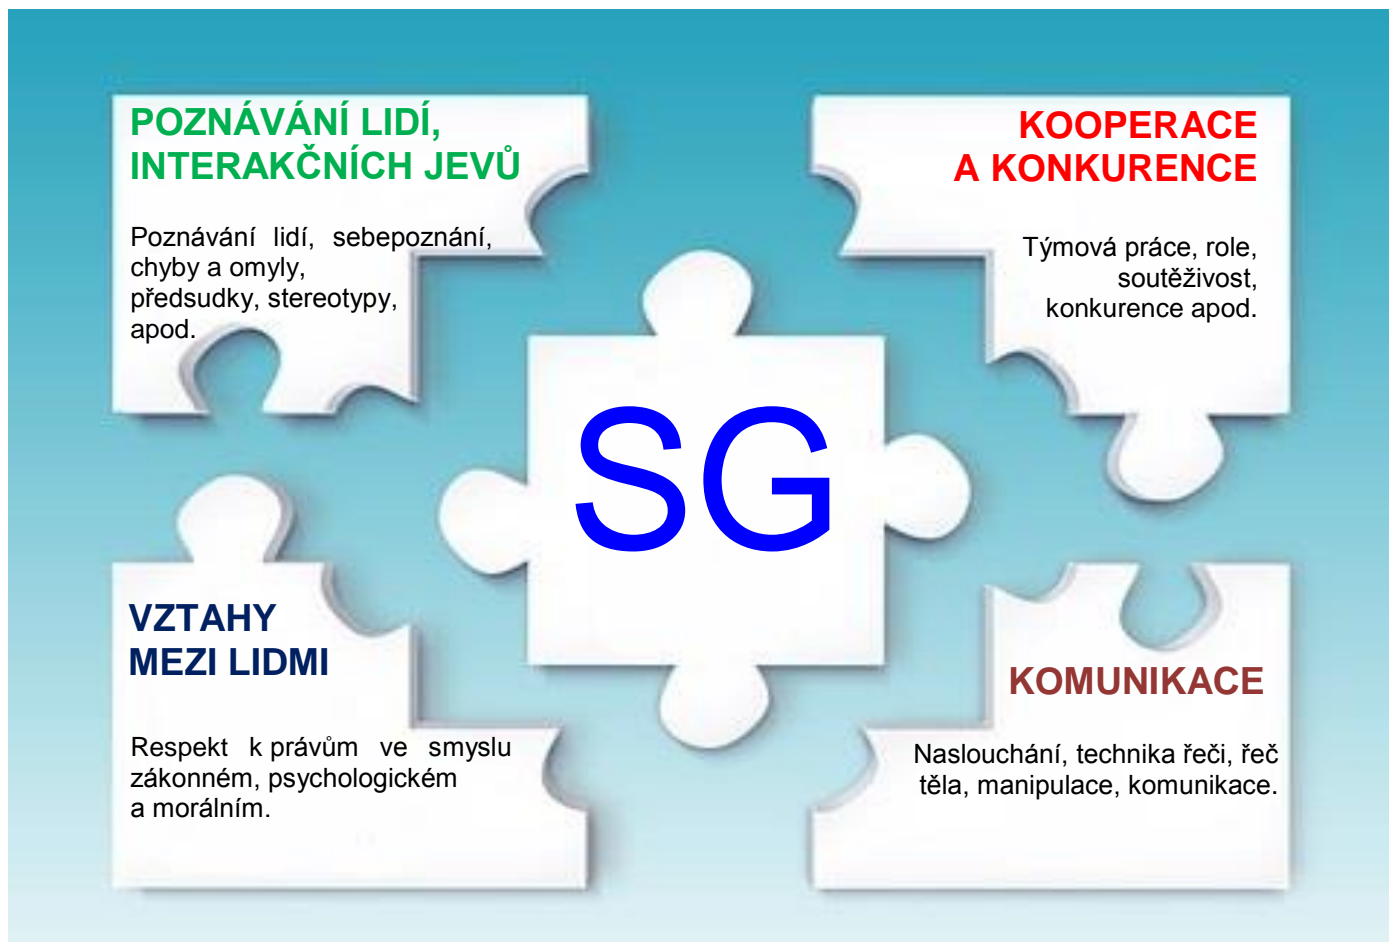 POZNÁVÁNÍ LIDÍ,
INTERAKČNÍCH JEVŮ
Poznávání lidí, sebepoznání,
chyby a omyly,
předsudky, stereotypy,
apod.
KOOPERACE
A KONKURENCE
Týmová práce, role,
soutěživost,
konkurence apod.
SG
VZTAHY
MEZI LIDMI
Respekt k právům ve smyslu
zákonném, psychologickém
a morálním.
KOMUNIKACE
Naslouchání, technika řeči, řeč
těla, manipulace, komunikace.